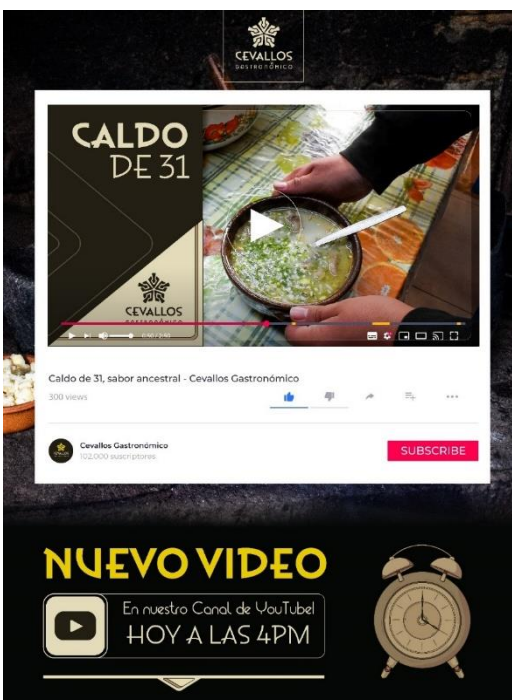 CEVALLOS
GASTRONÓMICO
CALDO
DE 31
CEVALLOS
GASTRONÓMICO
Caldo de 31, sabor ancestral - Cevallos Gastronómico
300 views
Cevallos Gastronómico
102.000 suscriptores
SUBSCRIBE
NUEVO VIDEO
En nuestro Canal de YouTube!
HOY A LAS 4PM